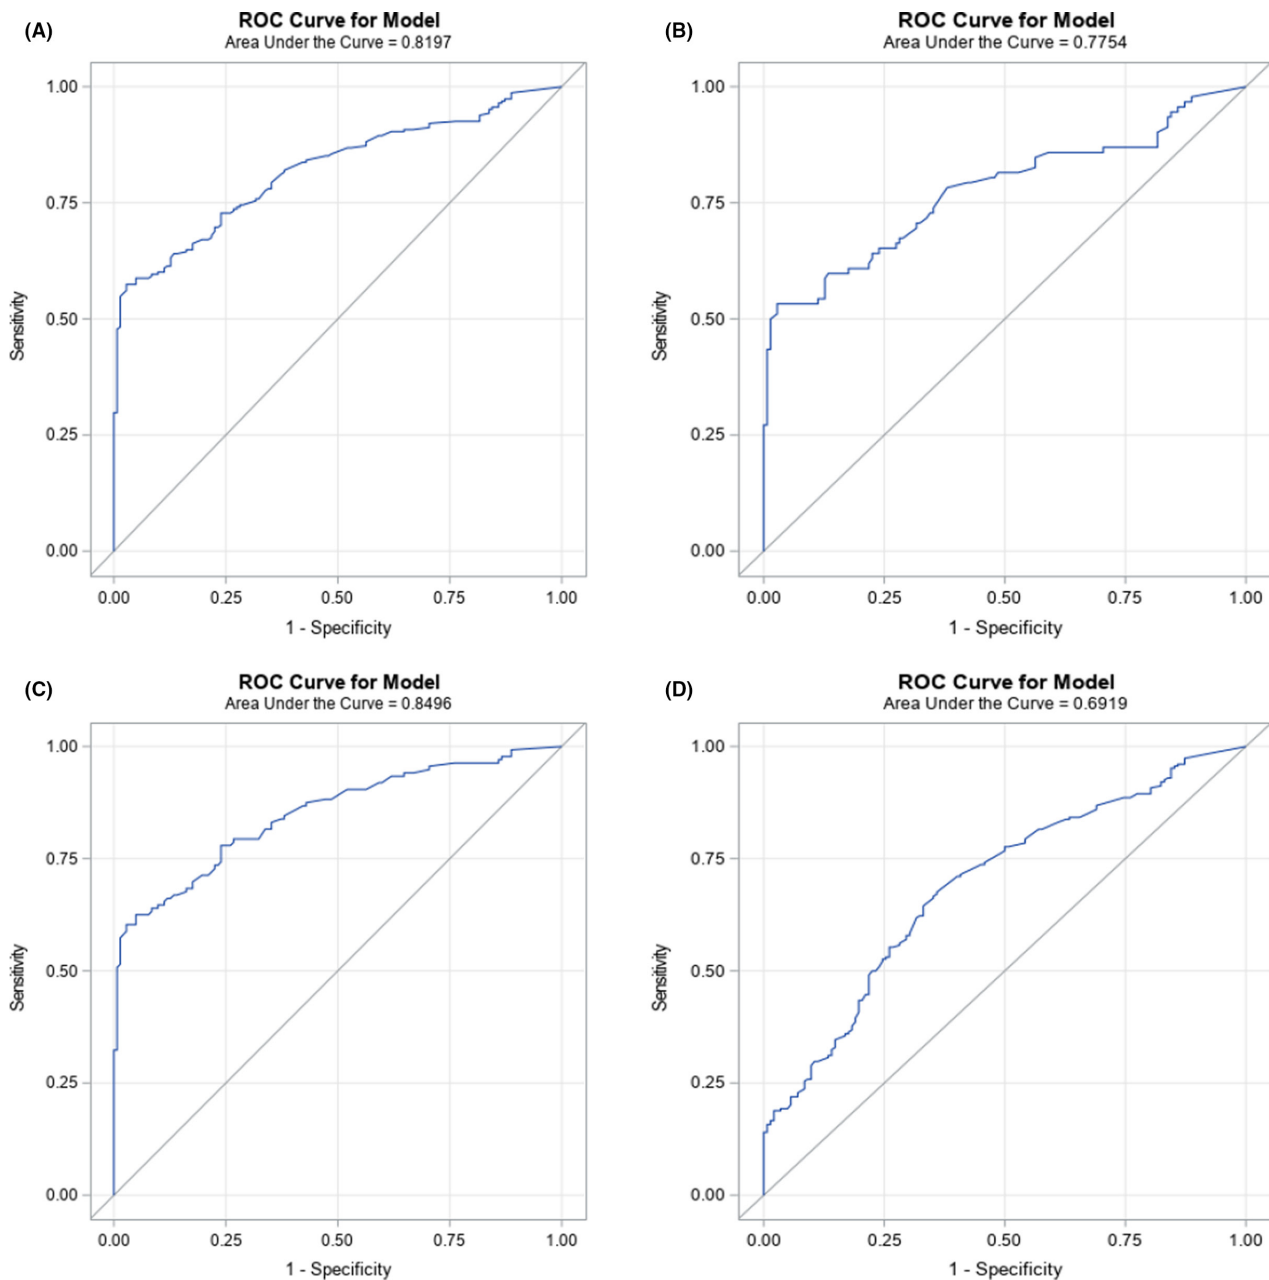 (A)
ROC Curve for Model
Area Under the Curve = 0.8197
1.00
0.75
0.50
0.25
0.00
Sensitivity
0.00 0.25 0.50 0.75 1.00
1 - Specificity
(B)
ROC Curve for Model
Area Under the Curve = 0.7754
1.00
0.75
0.50
0.25
0.00
Sensitivity
0.00 0.25 0.50 0.75 1.00
1 - Specificity
(C)
ROC Curve for Model
Area Under the Curve = 0.8496
1.00
0.75
0.50
0.25
0.00
Sensitivity
0.00 0.25 0.50 0.75 1.00
1 - Specificity
(D)
ROC Curve for Model
Area Under the Curve = 0.6919
1.00
0.75
0.50
0.25
0.00
Sensitivity
0.00 0.25 0.50 0.75 1.00
1 - Specificity